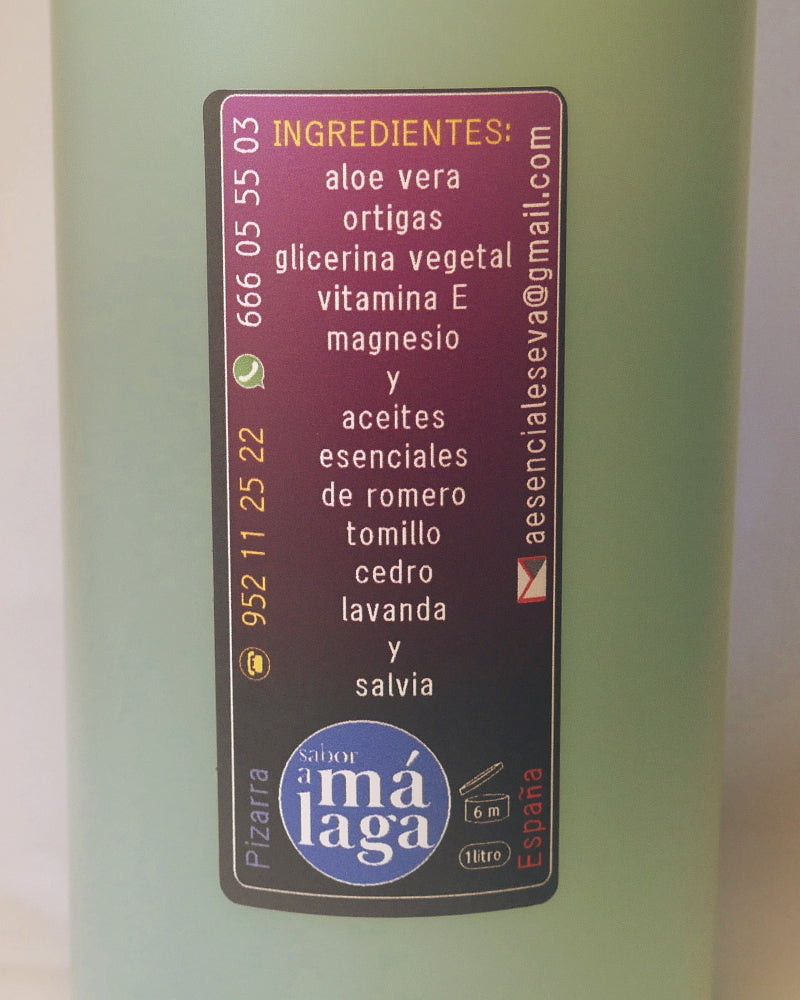 INGREDIENTES:
aloe vera
ortigas
glicerina vegetal
vitamina E
magnesio
y
aceites
esenciales
de romero
tomillo
cedro
lavanda
y
salvia
952 11 25 22
666 05 55 03
aesencialeseva@gmail.com
Pizarra
sabor
a má
laga
6 m
1litro
España